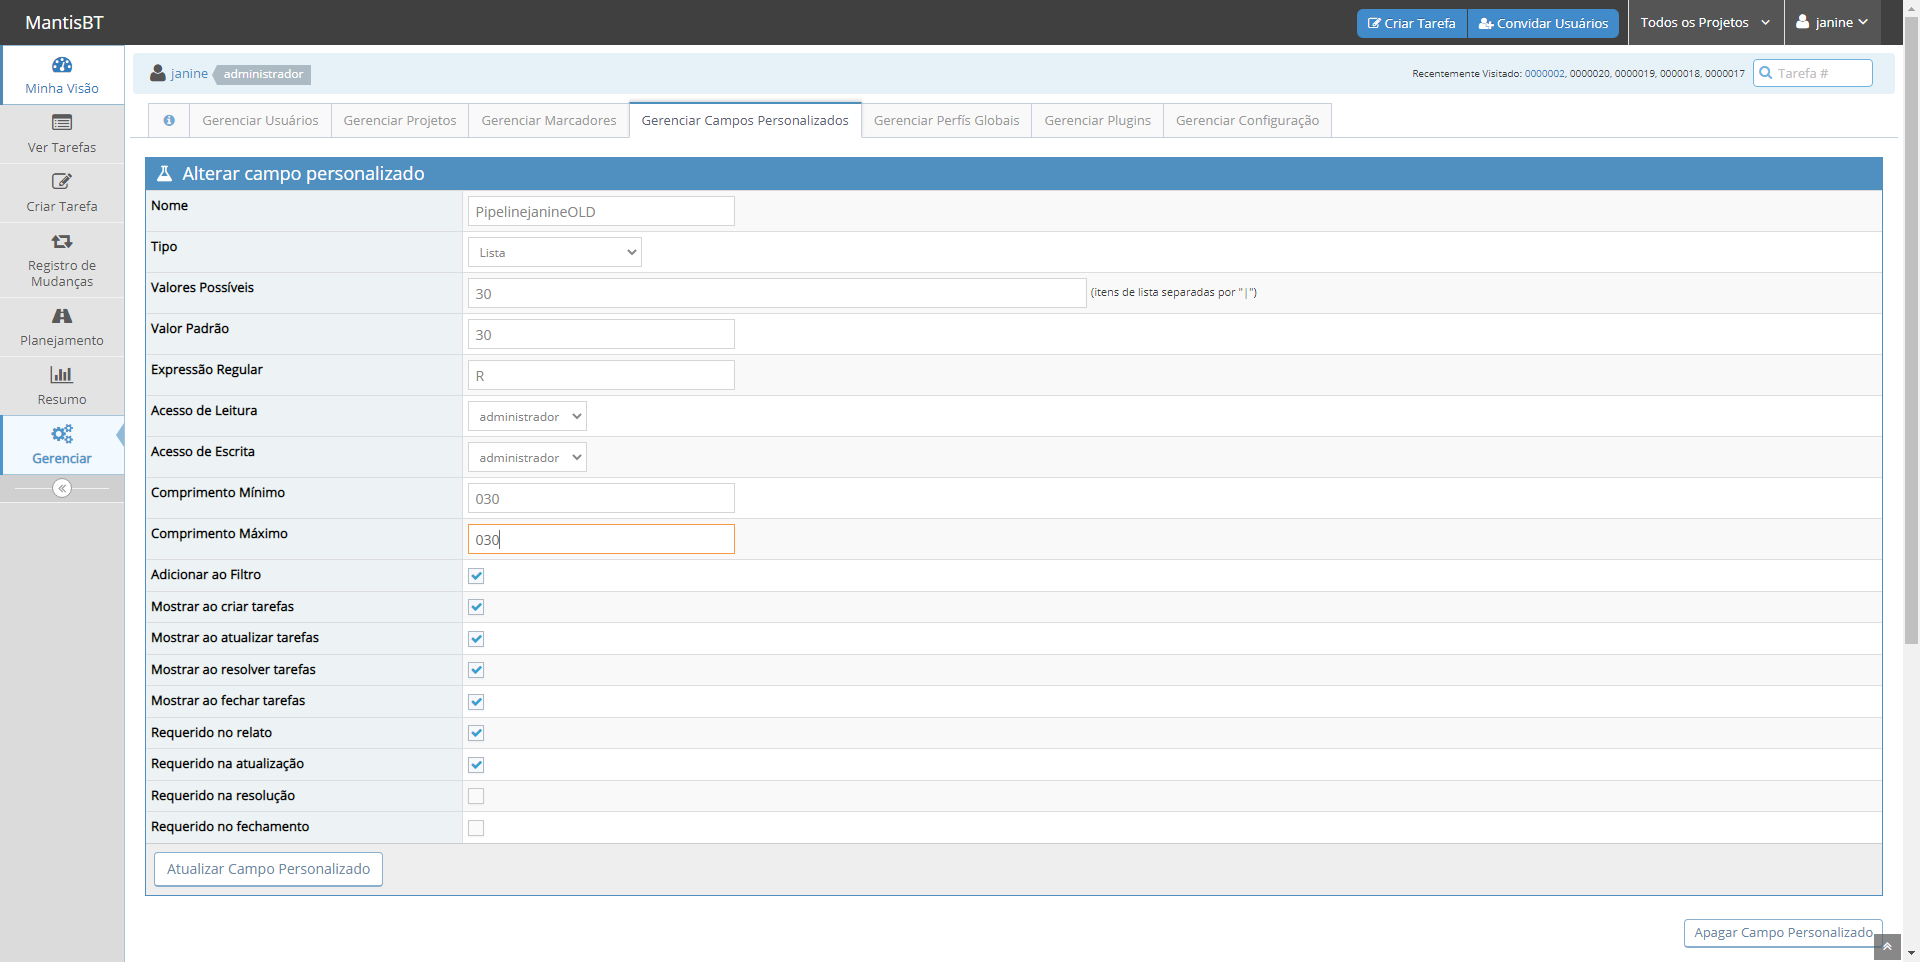 MantisBT
Criar Tarefa
Convidar Usuários
Todos os Projetos
janine
Minha Visão
Ver Tarefas
Criar Tarefa
Registro de
Mudanças
Planejamento
Resumo
Gerenciar
janine administrador
Recentemente Visitado: 0000002, 0000020, 0000019, 0000018, 0000017
Tarefa #
Gerenciar Usuários
Gerenciar Projetos
Gerenciar Marcadores
Gerenciar Campos Personalizados
Gerenciar Perfís Globais
Gerenciar Plugins
Gerenciar Configuração
Alterar campo personalizado
Nome PipelinejanineOLD
Tipo Lista
Valores Possíveis 30 (itens de lista separadas por "|")
Valor Padrão 30
Expressão Regular R
Acesso de Leitura administrador
Acesso de Escrita administrador
Comprimento Mínimo 030
Comprimento Máximo 030
Adicionar ao Filtro
Mostrar ao criar tarefas
Mostrar ao atualizar tarefas
Mostrar ao resolver tarefas
Mostrar ao fechar tarefas
Requerido no relato
Requerido na atualização
Requerido na resolução
Requerido no fechamento
Atualizar Campo Personalizado
Apagar Campo Personalizado